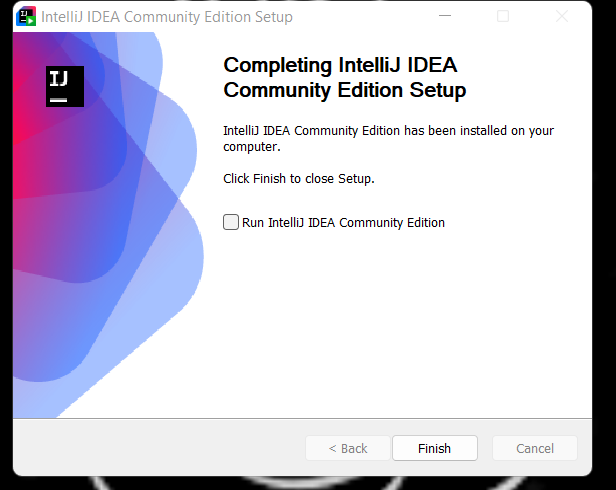 IntelliJ IDEA Community Edition Setup
IJ
Completing IntelliJ IDEA
Community Edition Setup
IntelliJ IDEA Community Edition has been installed on your
computer.
Click Finish to close Setup.
Run IntelliJ IDEA Community Edition
< Back
Finish
Cancel